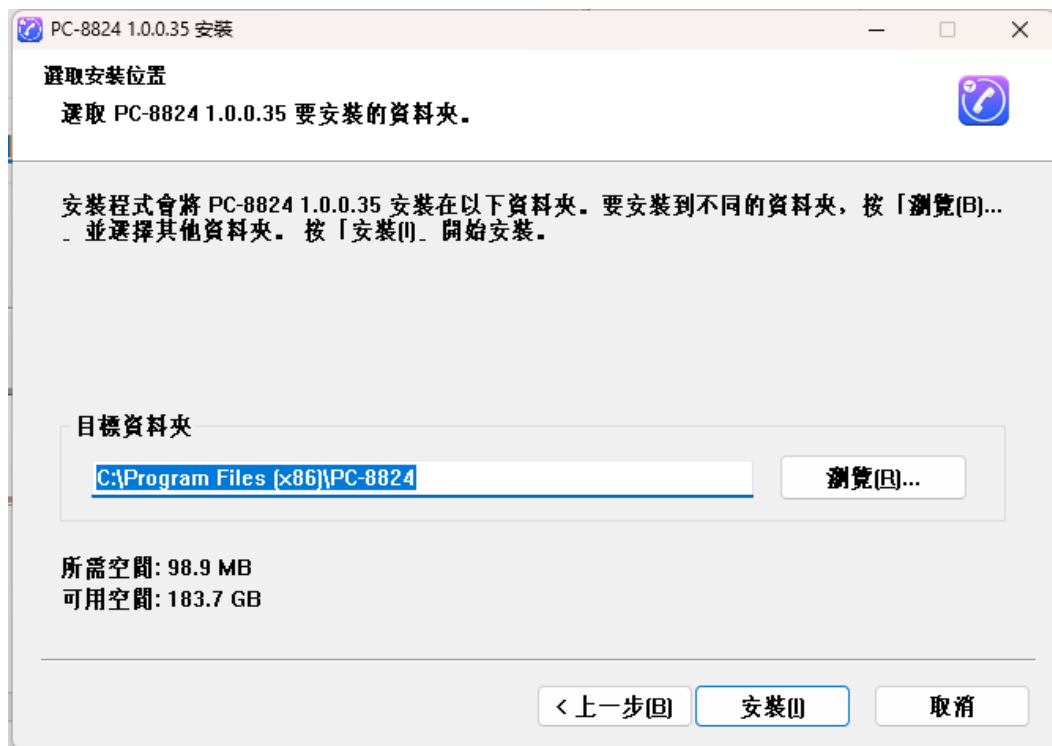 PC-8824 1.0.0.35 安裝
選取安裝位置
選取 PC-8824 1.0.0.35 要安裝的資料夾。
安裝程式會將 PC-8824 1.0.0.35 安裝在以下資料夾。要安裝到不同的資料夾，按「瀏覽(B)...
」並選擇其他資料夾。 按「安裝(I)」開始安裝。
目標資料夾
C:\Program Files (x86)\PC-8824
瀏覽(R)...
所需空間: 98.9 MB
可用空間: 183.7 GB
< 上一步(B)
安裝(I)
取消